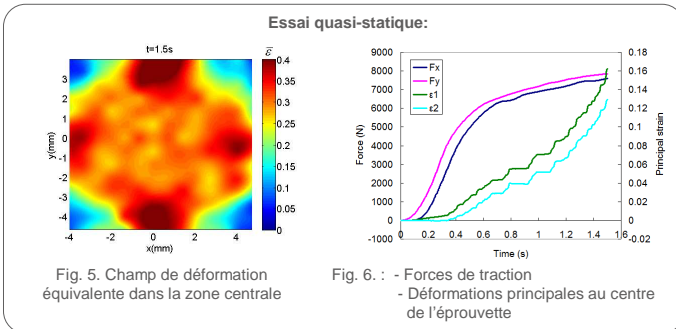 Essai quasi-statique:
t=1.5s
ε̅
4
3
2
1
0
-1
-2
-3
-4
y(mm)
-4 -2 0 2 4
x(mm)
0.4
0.35
0.3
0.25
0.2
0.15
0.1
0.05
0
Fig. 5. Champ de déformation
équivalente dans la zone centrale
Fx
Fy
ε1
ε2
9000
8000
7000
6000
5000
4000
3000
2000
1000
0
-1000
Force (N)
0 0.2 0.4 0.6 0.8 1 1.2 1.4 1.6
Time (s)
0.18
0.16
0.14
0.12
0.1
0.08
0.06
0.04
0.02
0
-0.02
Principal strain
Fig. 6. : - Forces de traction
- Déformations principales au centre
de l'éprouvette